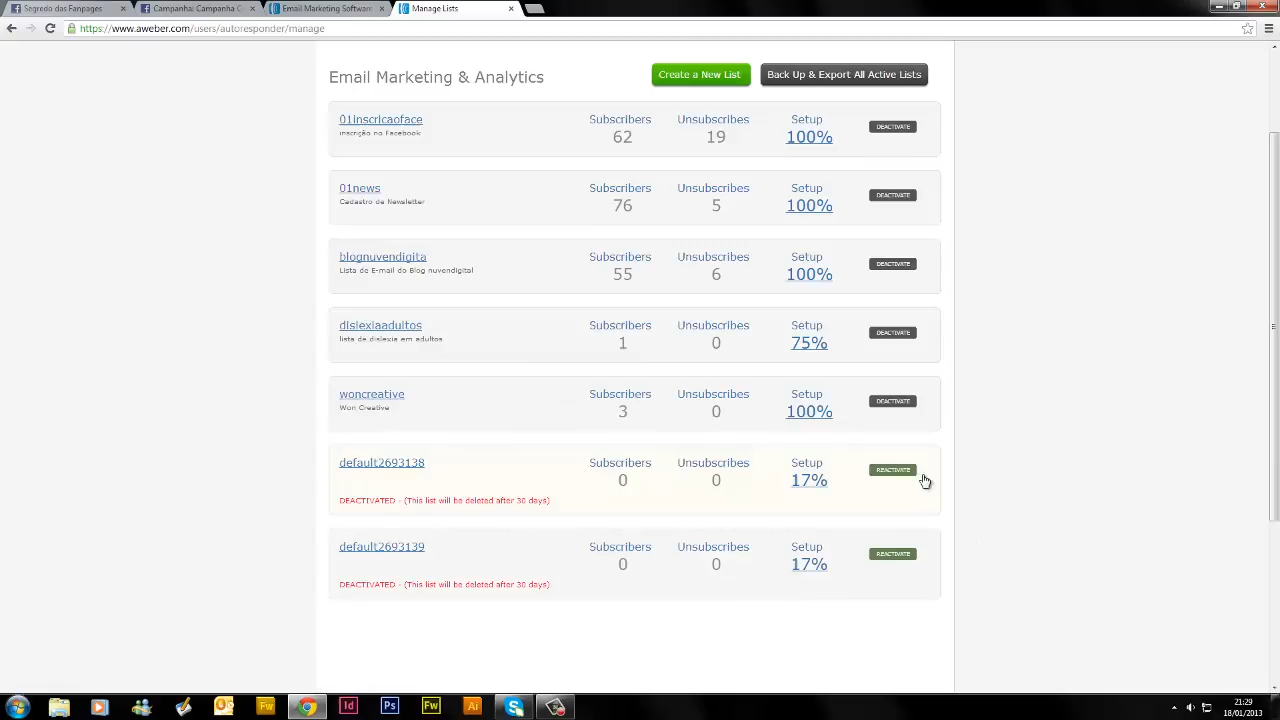 Segredo das Fanpages
Campanha: Campanha C
Email Marketing Software
Manage Lists
https://www.aweber.com/users/autoresponder/manage
Email Marketing & Analytics
Create a New List
Back Up & Export All Active Lists
01inscricaoface
inscrição no Facebook
Subscribers
62
Unsubscribes
19
Setup
100%
DEACTIVATE
01news
Cadastro de Newsletter
Subscribers
76
Unsubscribes
5
Setup
100%
DEACTIVATE
blognuvendigita
Lista de E-mail do Blog nuvendigital
Subscribers
55
Unsubscribes
6
Setup
100%
DEACTIVATE
dislexiaadultos
lista de dislexia em adultos
Subscribers
1
Unsubscribes
0
Setup
75%
DEACTIVATE
woncreative
Won Creative
Subscribers
3
Unsubscribes
0
Setup
100%
DEACTIVATE
default2693138
Subscribers
0
Unsubscribes
0
Setup
17%
REACTIVATE
DEACTIVATED - (This list will be deleted after 30 days)
default2693139
Subscribers
0
Unsubscribes
0
Setup
17%
REACTIVATE
DEACTIVATED - (This list will be deleted after 30 days)
Fw
Id
Ps
Fw
Ai
21:29
18/01/2013